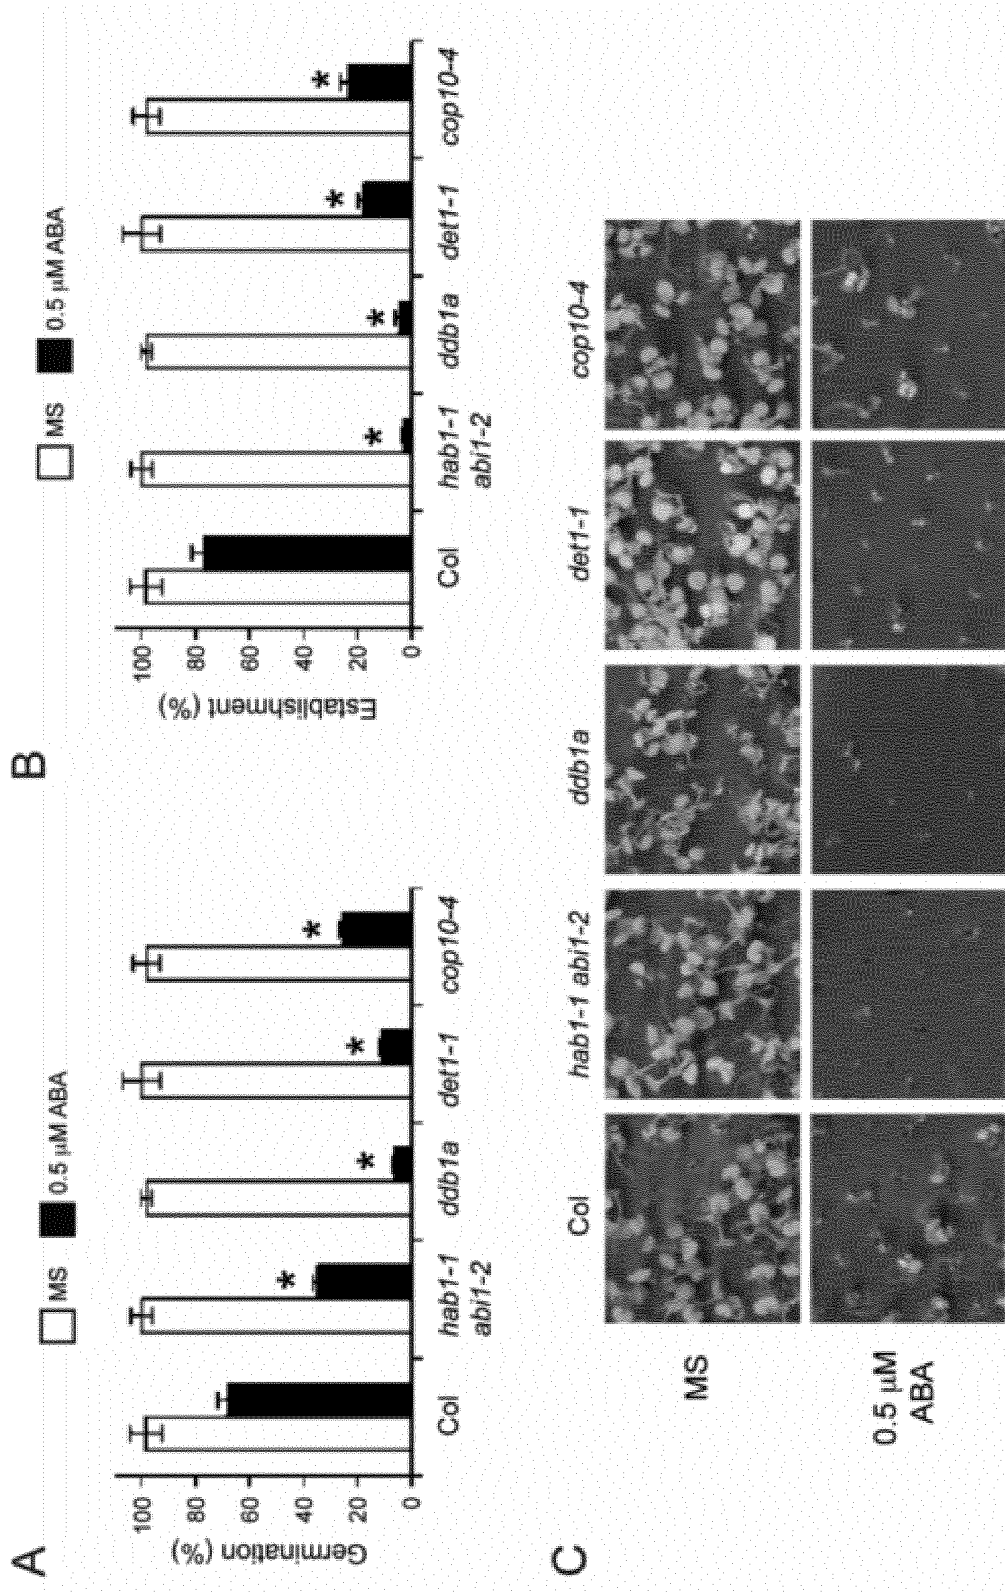 A
MS
0.5 μM ABA
Germination (%)
100
80
60
40
20
0
Col
hab1-1
abi1-2
ddb1a
det1-1
cop10-4
*
*
*
*
B
MS
0.5 μM ABA
Establishment (%)
100
80
60
40
20
0
Col
hab1-1
abi1-2
ddb1a
det1-1
cop10-4
*
*
*
*
C
Col
hab1-1 abi1-2
ddb1a
det1-1
cop10-4
MS
0.5 μM
ABA